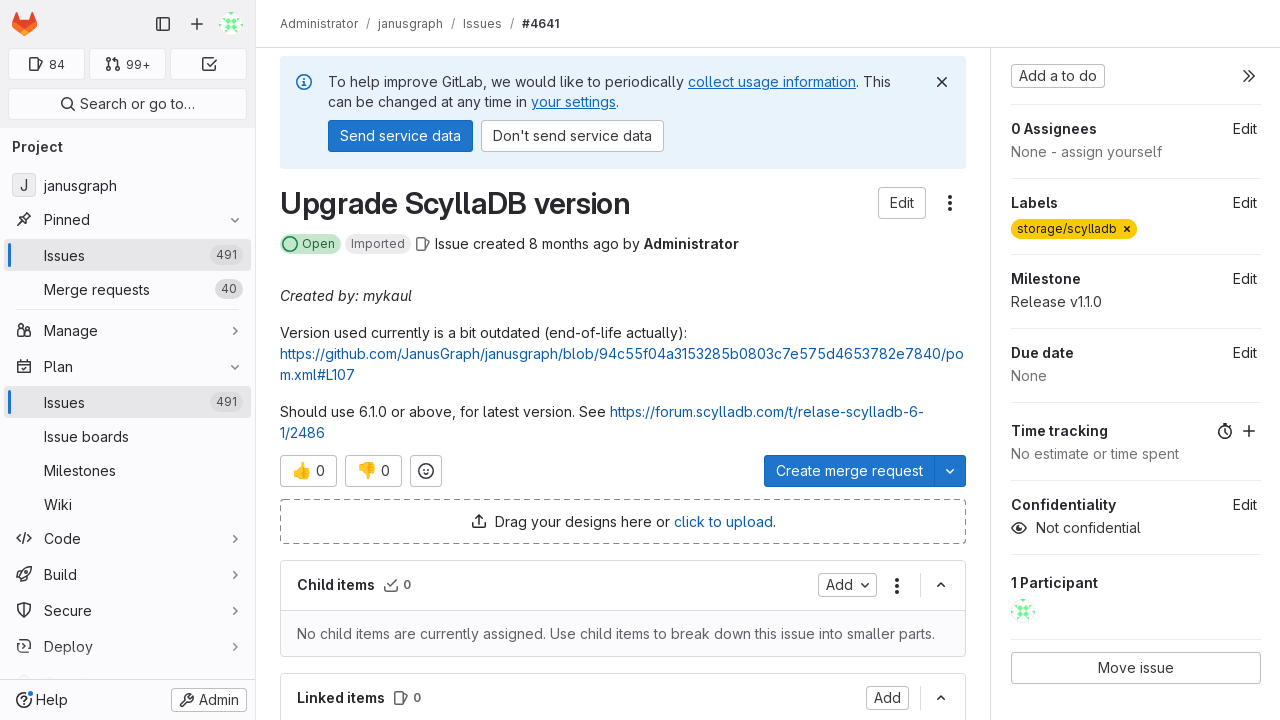 Administrator / janusgraph / Issues / #4641
84
99+
Search or go to…
Project
J janusgraph
Pinned
Issues 491
Merge requests 40
Manage
Plan
Issues 491
Issue boards
Milestones
Wiki
Code
Build
Secure
Deploy
Help
Admin
To help improve GitLab, we would like to periodically collect usage information. This
can be changed at any time in your settings.
Send service data
Don't send service data
Upgrade ScyllaDB version
Edit
Open Imported Issue created 8 months ago by Administrator
Created by: mykaul
Version used currently is a bit outdated (end-of-life actually):
https://github.com/JanusGraph/janusgraph/blob/94c55f04a3153285b0803c7e575d4653782e7840/po
m.xml#L107
Should use 6.1.0 or above, for latest version. See https://forum.scylladb.com/t/relase-scylladb-6-
1/2486
👍 0
👎 0
Create merge request
Drag your designs here or click to upload.
Child items 0
Add
No child items are currently assigned. Use child items to break down this issue into smaller parts.
Linked items 0
Add
Add a to do
0 Assignees Edit
None - assign yourself
Labels Edit
storage/scylladb
Milestone Edit
Release v1.1.0
Due date Edit
None
Time tracking
No estimate or time spent
Confidentiality Edit
Not confidential
1 Participant
Move issue